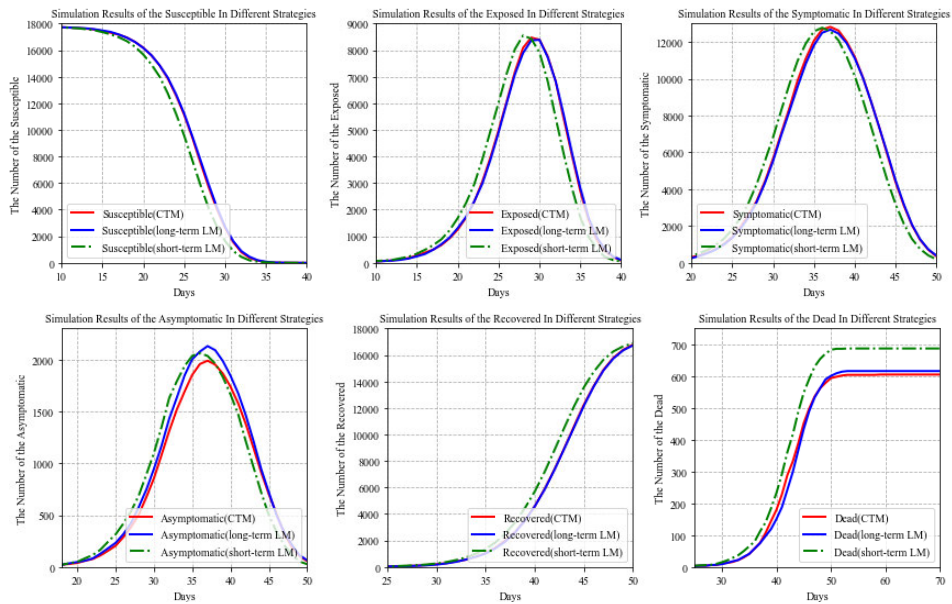 Simulation Results of the Susceptible In Different Strategies
The Number of the Susceptible
18000
16000
14000
12000
10000
8000
6000
4000
2000
0
Susceptible(CTM)
Susceptible(long-term LM)
Susceptible(short-term LM)
10 15 20 25 30 35 40
Days
Simulation Results of the Exposed In Different Strategies
The Number of the Exposed
9000
8000
7000
6000
5000
4000
3000
2000
1000
0
Exposed(CTM)
Exposed(long-term LM)
Exposed(short-term LM)
10 15 20 25 30 35 40
Days
Simulation Results of the Symptomatic In Different Strategies
The Number of the Symptomatic
12000
10000
8000
6000
4000
2000
0
Symptomatic(CTM)
Symptomatic(long-term LM)
Symptomatic(short-term LM)
20 25 30 35 40 45 50
Days
Simulation Results of the Asymptomatic In Different Strategies
The Number of the Asymptomatic
2000
1500
1000
500
0
Asymptomatic(CTM)
Asymptomatic(long-term LM)
Asymptomatic(short-term LM)
20 25 30 35 40 45 50
Days
Simulation Results of the Recovered In Different Strategies
The Number of the Recovered
18000
16000
14000
12000
10000
8000
6000
4000
2000
0
Recovered(CTM)
Recovered(long-term LM)
Recovered(short-term LM)
25 30 35 40 45 50
Days
Simulation Results of the Dead In Different Strategies
The Number of the Dead
700
600
500
400
300
200
100
0
Dead(CTM)
Dead(long-term LM)
Dead(short-term LM)
30 40 50 60 70
Days